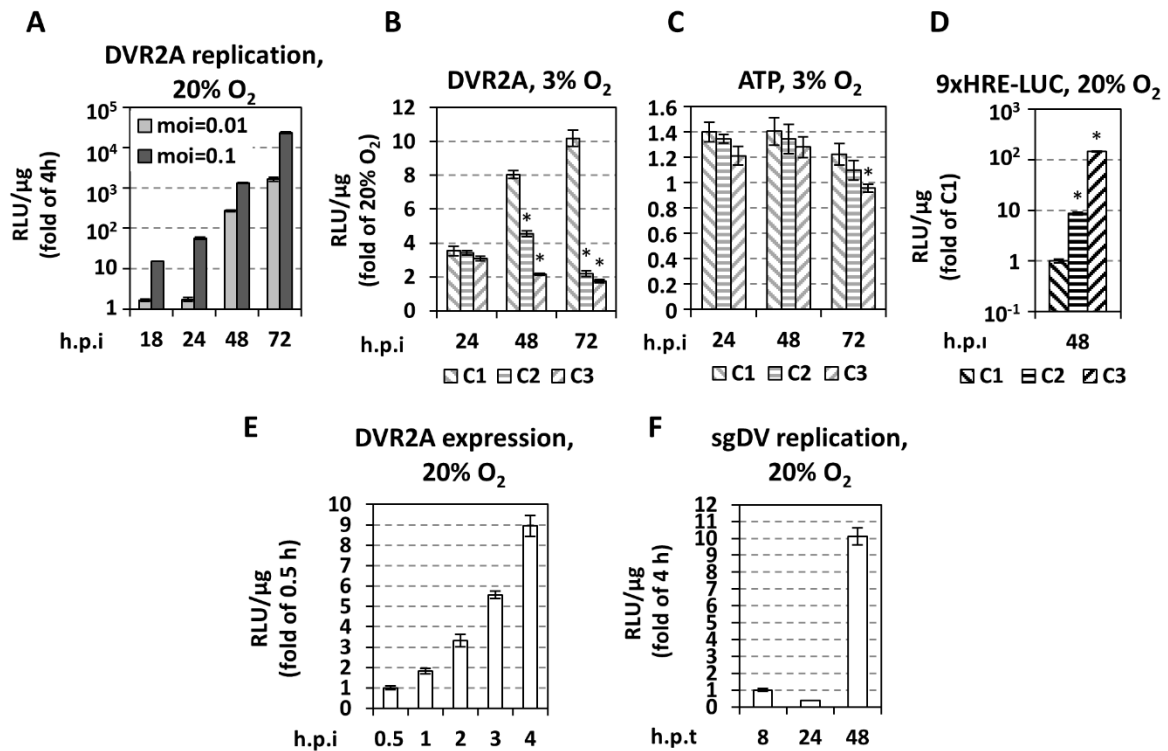 A
DVR2A replication,
20% O2
RLU/µg
(fold of 4h)
10^5
10^4
10^3
10^2
10
1
moi=0.01
moi=0.1
h.p.i 18 24 48 72
B
DVR2A, 3% O2
RLU/µg
(fold of 20% O2)
12
10
8
6
4
2
0
* * * *
h.p.i 24 48 72
C1 C2 C3
C
ATP, 3% O2
1.6
1.4
1.2
1
0.8
0.6
0.4
0.2
0
*
h.p.i 24 48 72
C1 C2 C3
D
9xHRE-LUC, 20% O2
RLU/µg
(fold of C1)
10^3
10^2
10
1
10^-1
* *
h.p.ı 48
C1 C2 C3
E
DVR2A expression,
20% O2
RLU/µg
(fold of 0.5 h)
10
9
8
7
6
5
4
3
2
1
0
h.p.i 0.5 1 2 3 4
F
sgDV replication,
20% O2
RLU/µg
(fold of 4 h)
12
11
10
9
8
7
6
5
4
3
2
1
0
h.p.t 8 24 48